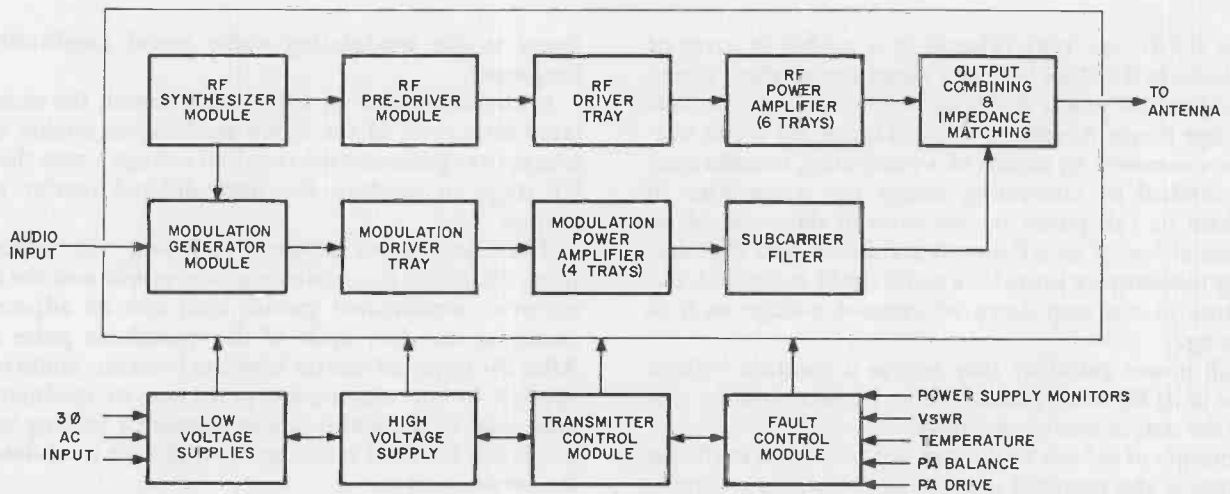 RF
SYNTHESIZER
MODULE
RF
PRE-DRIVER
MODULE
RF
DRIVER
TRAY
RF
POWER
AMPLIFIER
(6 TRAYS)
OUTPUT
COMBINING
&
IMPEDANCE
MATCHING
TO
ANTENNA
AUDIO
INPUT
MODULATION
GENERATOR
MODULE
MODULATION
DRIVER
TRAY
MODULATION
POWER
AMPLIFIER
(4 TRAYS)
SUBCARRIER
FILTER
3Ø
AC
INPUT
LOW
VOLTAGE
SUPPLIES
HIGH
VOLTAGE
SUPPLY
TRANSMITTER
CONTROL
MODULE
FAULT
CONTROL
MODULE
POWER SUPPLY MONITORS
VSWR
TEMPERATURE
PA BALANCE
PA DRIVE